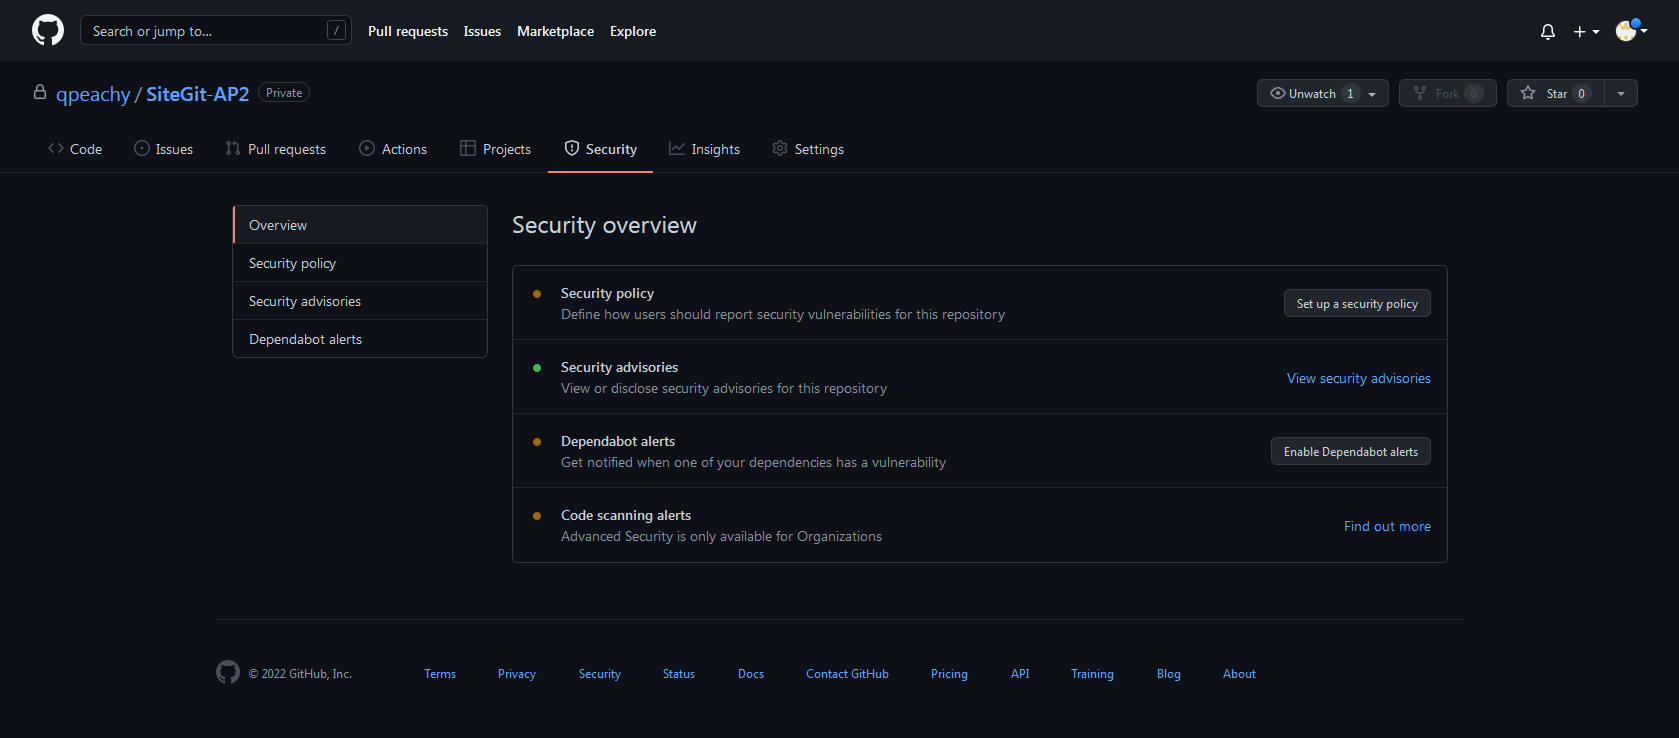 Search or jump to...
/
Pull requests
Issues
Marketplace
Explore
qpeachy / SiteGit-AP2
Private
Unwatch 1
Fork 0
Star 0
Code
Issues
Pull requests
Actions
Projects
Security
Insights
Settings
Overview
Security policy
Security advisories
Dependabot alerts
Security overview
Security policy
Define how users should report security vulnerabilities for this repository
Set up a security policy
Security advisories
View or disclose security advisories for this repository
View security advisories
Dependabot alerts
Get notified when one of your dependencies has a vulnerability
Enable Dependabot alerts
Code scanning alerts
Advanced Security is only available for Organizations
Find out more
© 2022 GitHub, Inc.
Terms
Privacy
Security
Status
Docs
Contact GitHub
Pricing
API
Training
Blog
About